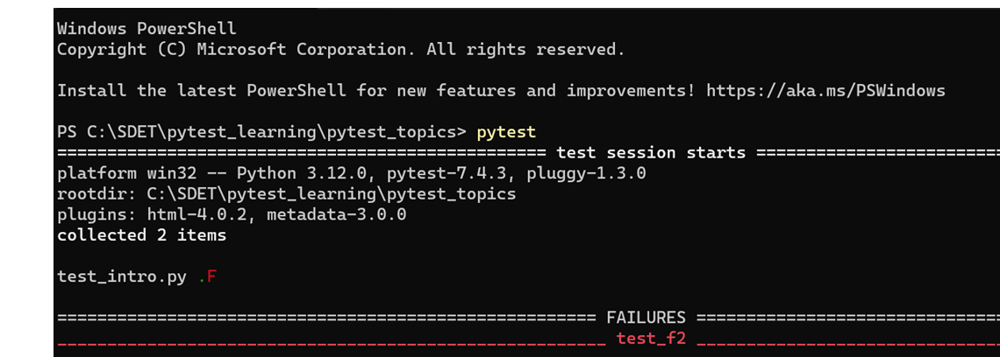 Windows PowerShell
Copyright (C) Microsoft Corporation. All rights reserved.
Install the latest PowerShell for new features and improvements! https://aka.ms/PSWindows
PS C:\SDET\pytest_learning\pytest_topics> pytest
================================================= test session starts =========================
platform win32 -- Python 3.12.0, pytest-7.4.3, pluggy-1.3.0
rootdir: C:\SDET\pytest_learning\pytest_topics
plugins: html-4.0.2, metadata-3.0.0
collected 2 items
test_intro.py .F
====================================================== FAILURES ===============================
_______________________________________________________ test_f2 _______________________________